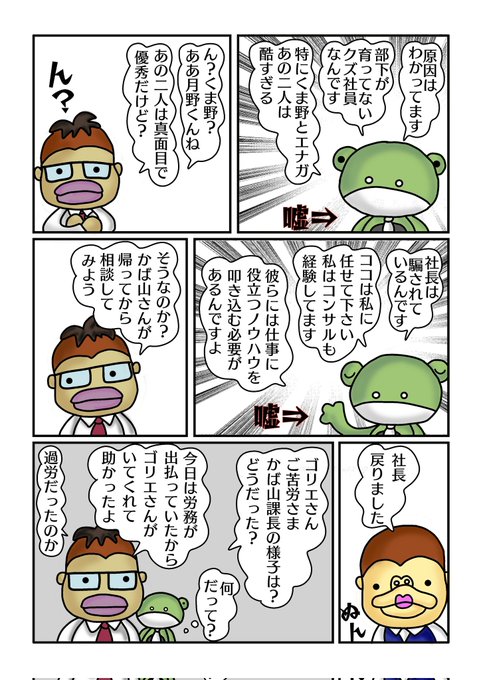 原因は
わかってます
部下が
育ってない
クズ社員
なんです
特にくま野とエナガ
あの二人は
酷すぎる
嘘⇒
ん？くま野？
ああ月野くんね
あの二人は真面目で
優秀だけど？
ん？
社長は
騙されて
いるんです
ココは私に
任せて下さい
私はコンサルも
経験してます
彼らには仕事に
役立つノウハウを
叩き込む必要が
あるんですよ
嘘⇒
そうなのか？
かば山さんが
帰ってから
相談して
みよう
社長
戻りました
ぬん
ゴリエさん
ご苦労さま
かば山課長の様子は？
どうだった？
今日は労務が
出払っていたから
ゴリエさんが
いてくれて
助かったよ
何
だって？
過労だったのか